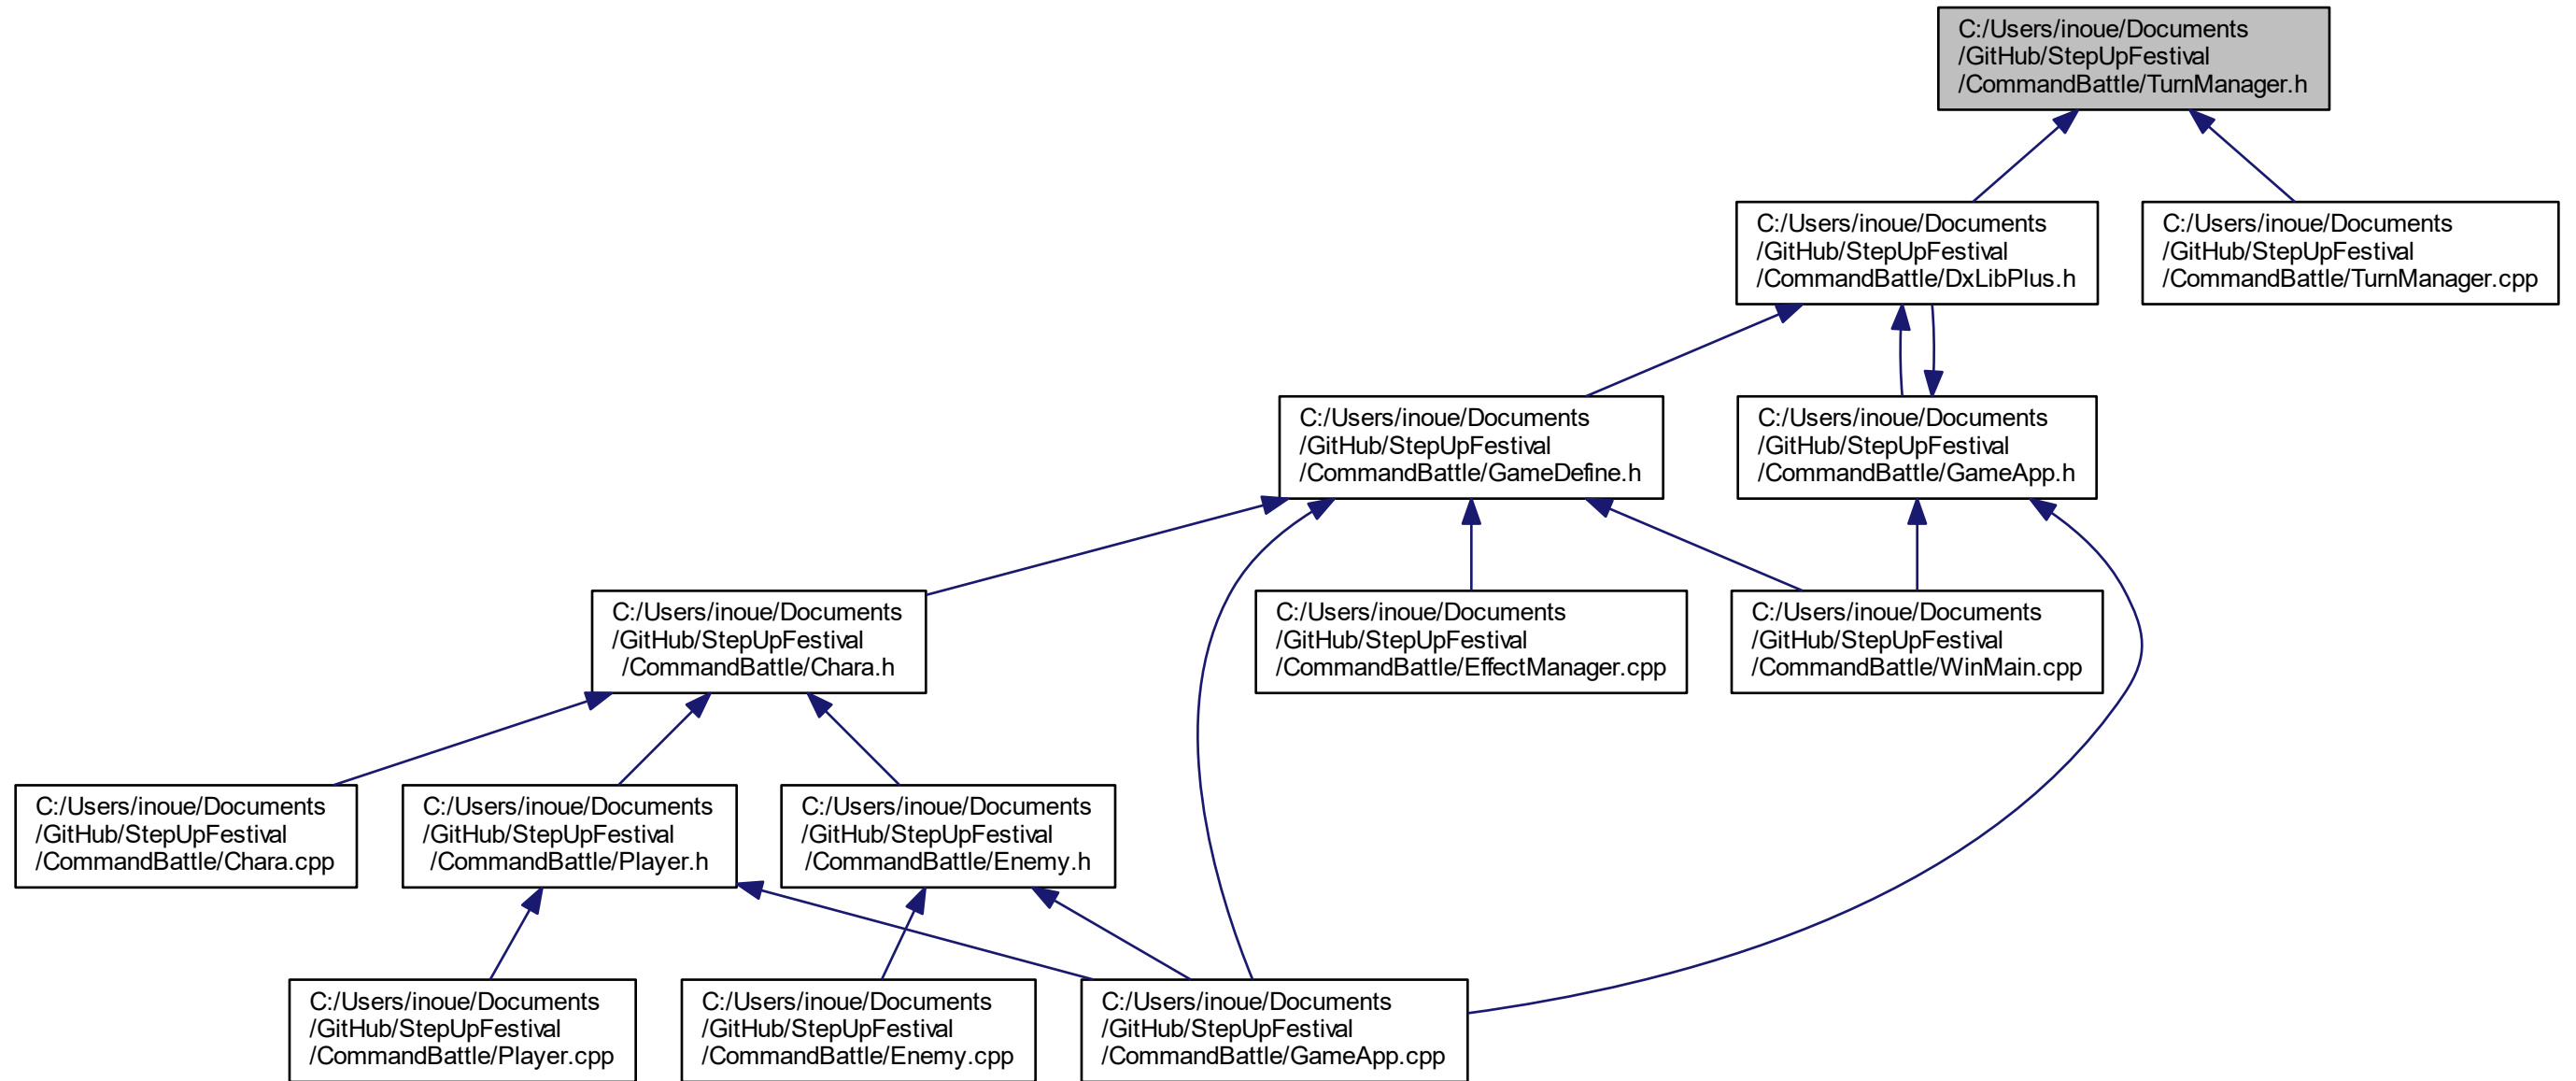 C:/Users/inoue/Documents
/GitHub/StepUpFestival
/CommandBattle/TurnManager.h
C:/Users/inoue/Documents
/GitHub/StepUpFestival
/CommandBattle/DxLibPlus.h
C:/Users/inoue/Documents
/GitHub/StepUpFestival
/CommandBattle/TurnManager.cpp
C:/Users/inoue/Documents
/GitHub/StepUpFestival
/CommandBattle/GameDefine.h
C:/Users/inoue/Documents
/GitHub/StepUpFestival
/CommandBattle/GameApp.h
C:/Users/inoue/Documents
/GitHub/StepUpFestival
/CommandBattle/Chara.h
C:/Users/inoue/Documents
/GitHub/StepUpFestival
/CommandBattle/EffectManager.cpp
C:/Users/inoue/Documents
/GitHub/StepUpFestival
/CommandBattle/WinMain.cpp
C:/Users/inoue/Documents
/GitHub/StepUpFestival
/CommandBattle/Chara.cpp
C:/Users/inoue/Documents
/GitHub/StepUpFestival
/CommandBattle/Player.h
C:/Users/inoue/Documents
/GitHub/StepUpFestival
/CommandBattle/Enemy.h
C:/Users/inoue/Documents
/GitHub/StepUpFestival
/CommandBattle/Player.cpp
C:/Users/inoue/Documents
/GitHub/StepUpFestival
/CommandBattle/Enemy.cpp
C:/Users/inoue/Documents
/GitHub/StepUpFestival
/CommandBattle/GameApp.cpp